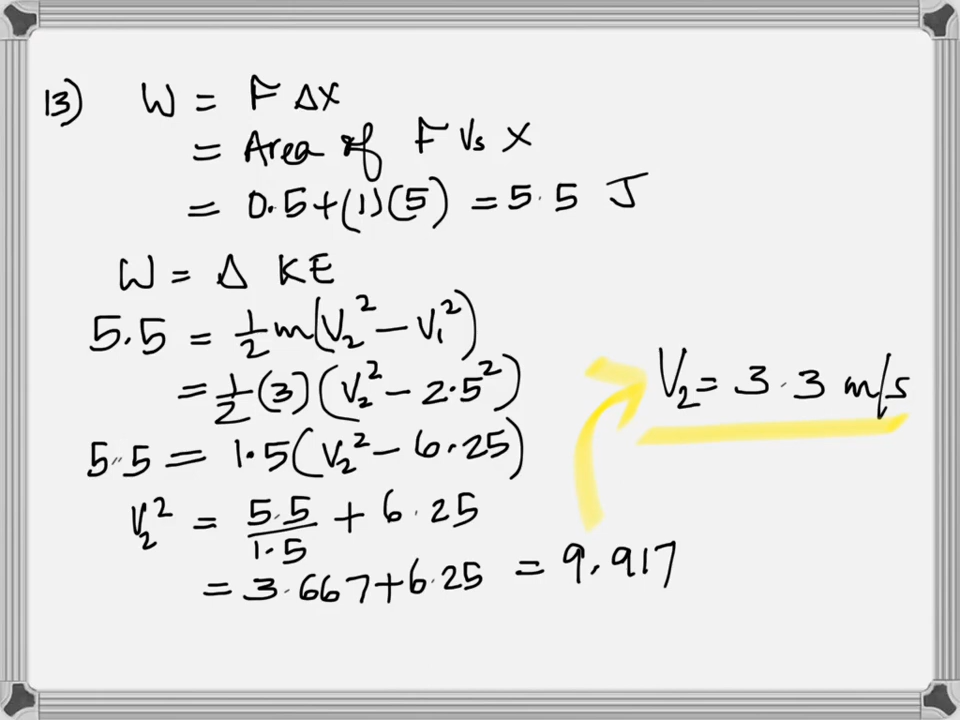 13) W = F ΔX
= Area of F Vs X
= 0.5+(1)(5) = 5.5 J
W = Δ KE
5.5 = 1/2 m(V₂² − V₁²)
= 1/2 (3) (V₂² − 2.5²)
5.5 = 1.5(V₂² − 6.25)
V₂² = 5.5/1.5 + 6.25
= 3.667+6.25 = 9.917
V₂ = 3.3 m/s